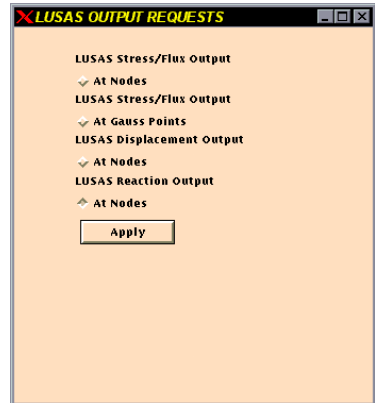 LUSAS OUTPUT REQUESTS
LUSAS Stress/Flux Output
At Nodes
LUSAS Stress/Flux Output
At Gauss Points
LUSAS Displacement Output
At Nodes
LUSAS Reaction Output
At Nodes
Apply